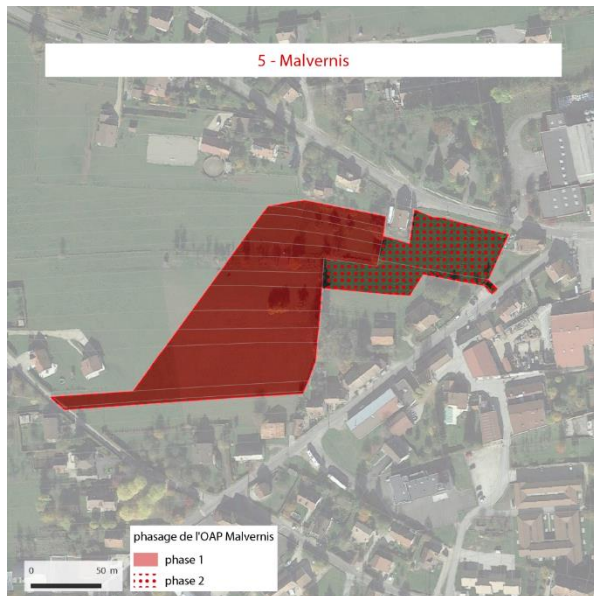 5 - Malvernis
phasage de l'OAP Malvernis
phase 1
phase 2
0 50 m